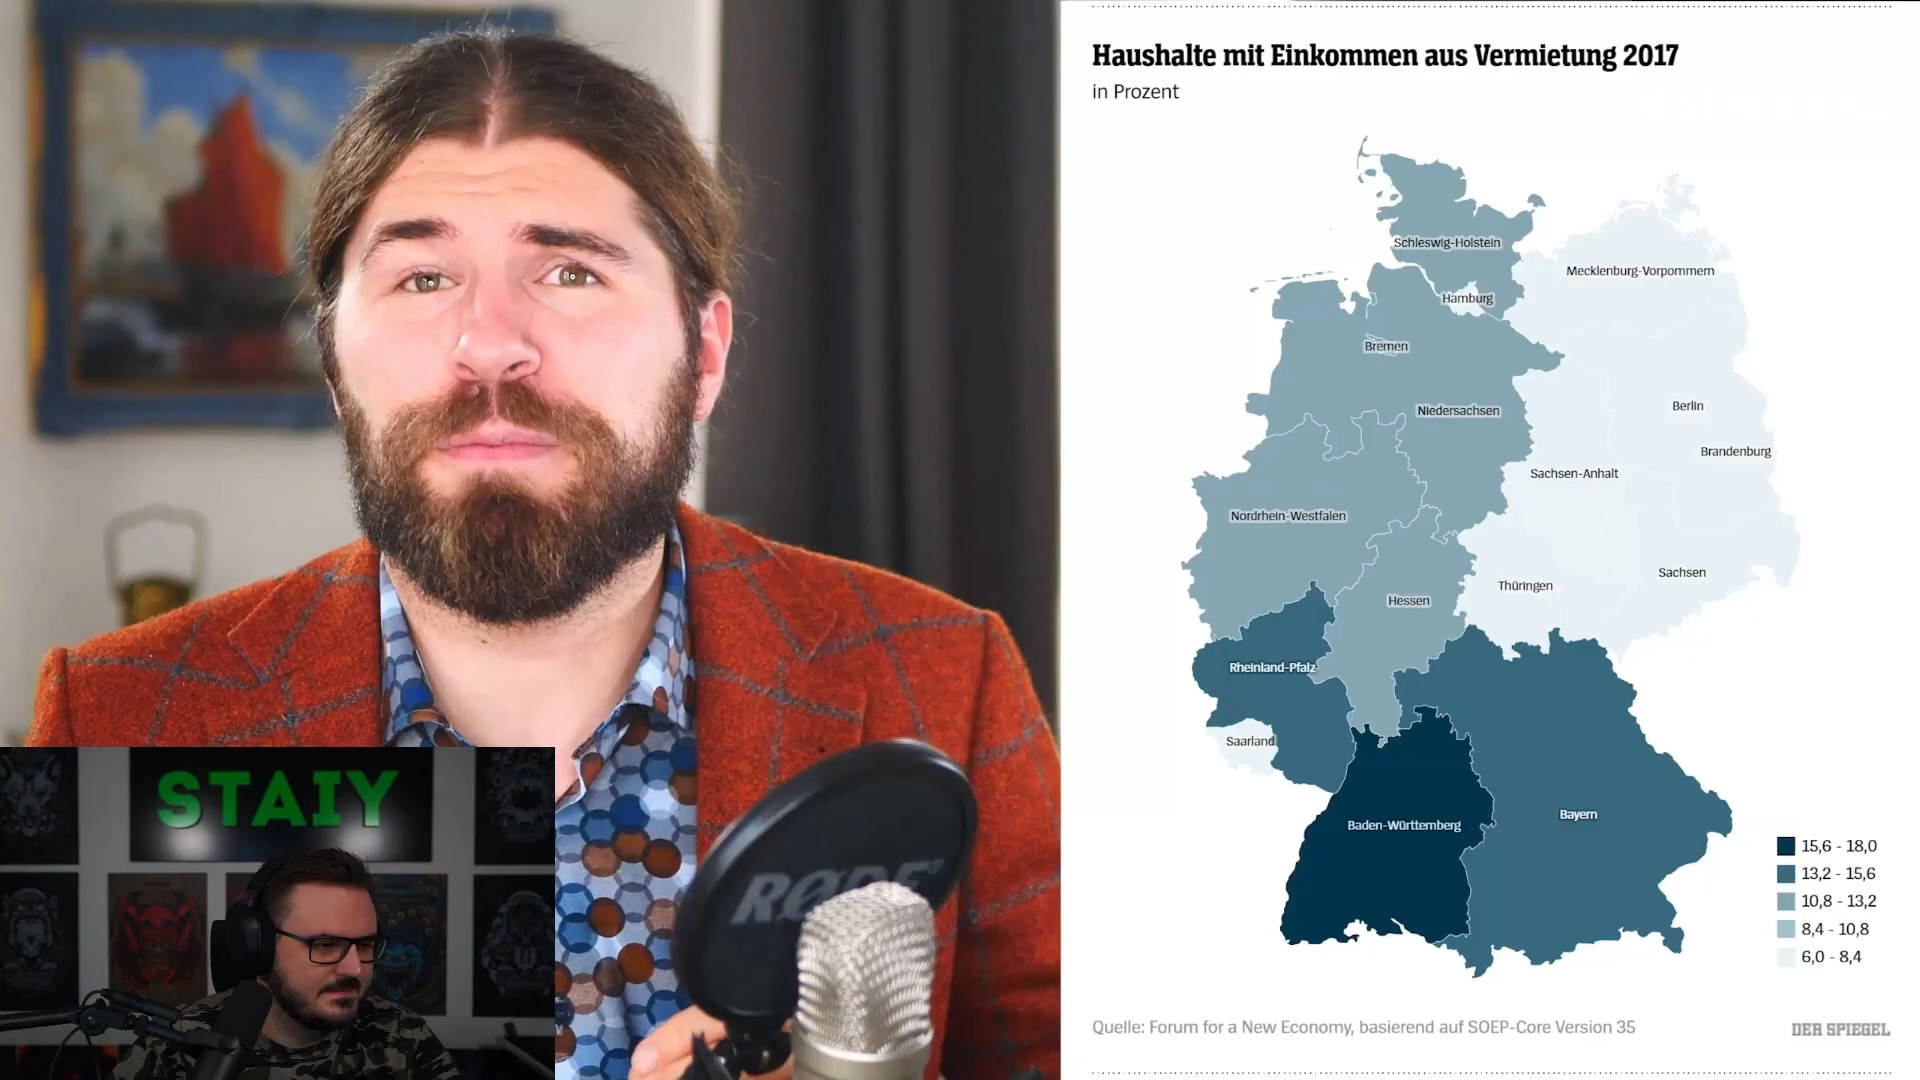 Haushalte mit Einkommen aus Vermietung 2017
in Prozent
Schleswig-Holstein
Mecklenburg-Vorpommern
Hamburg
Bremen
Berlin
Niedersachsen
Brandenburg
Sachsen-Anhalt
Nordrhein-Westfalen
Sachsen
Thüringen
Hessen
Rheinland-Pfalz
Saarland
Bayern
Baden-Württemberg
15,6 - 18,0
13,2 - 15,6
10,8 - 13,2
8,4 - 10,8
6,0 - 8,4
Quelle: Forum for a New Economy, basierend auf SOEP-Core Version 35
DER SPIEGEL
STAIY
RØDE